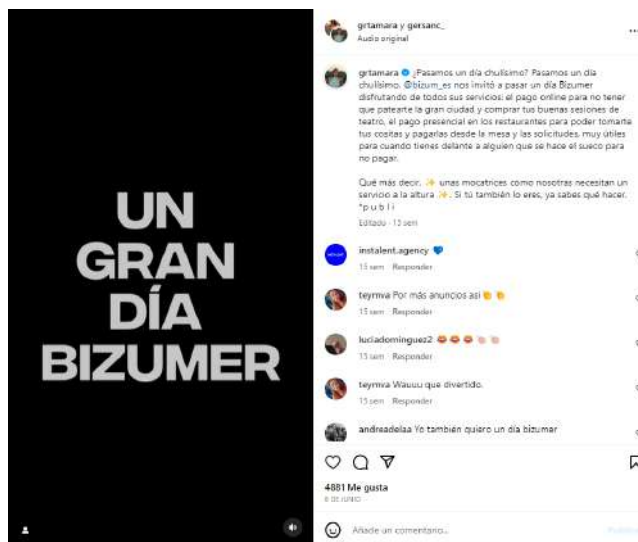 UN
GRAN
DÍA
BIZUMER
grtamara y gersanc_
Audio original
grtamara ¿Pasamos un día chulísimo? Pasamos un día
chulísimo. @bizum_es nos invitó a pasar un día Bizumer
disfrutando de todos sus servicios: el pago online para no tener
que patearte la gran ciudad y comprar tus buenas sesiones de
teatro, el pago presencial en los restaurantes para poder tomarte
tus cositas y pagarlas desde la mesa y las solicitudes, muy útiles
para cuando tienes delante a alguien que se hace el sueco para
no pagar.
Qué más decir, ✨ unas mocatrices como nosotras necesitan un
servicio a la altura ✨. Si tú también lo eres, ya sabes qué hacer.
*p u b l i
Editado · 15 sem
instalent.agency 💙
15 sem Responder
teyrnva Por más anuncios asi 👏 👏
15 sem Responder
luciadominguez2
15 sem Responder
teyrnva Wauuu que divertido.
15 sem Responder
andreadelaa Yo también quiero un día bizumer
4881 Me gusta
6 DE JUNIO
Añade un comentario...
Publicar